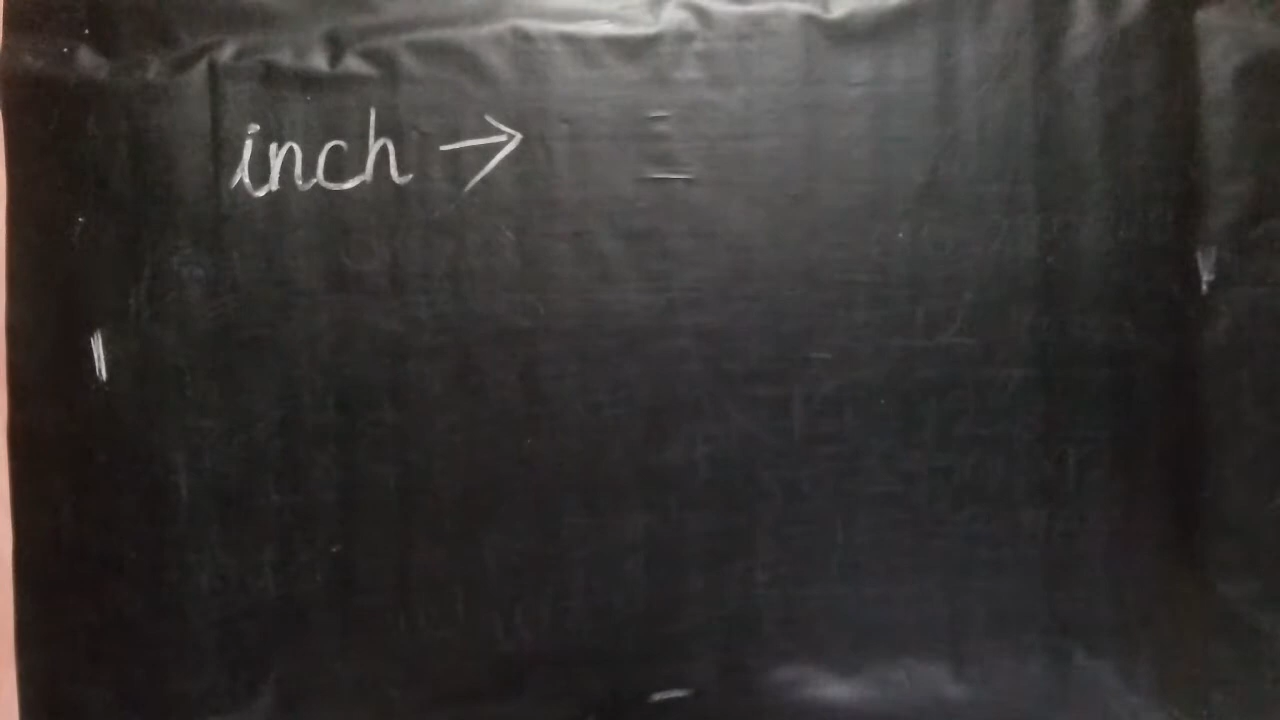 inch →